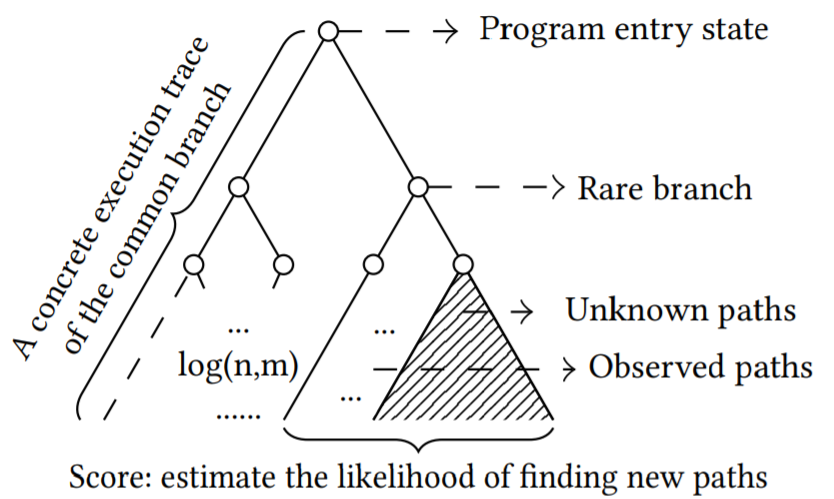 Program entry state
A concrete execution trace
of the common branch
Rare branch
...
...
Unknown paths
log(n,m)
Observed paths
...
......
Score: estimate the likelihood of finding new paths